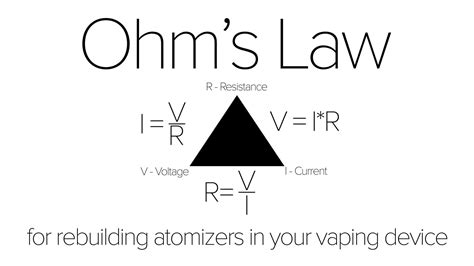 Ohm's Law
R - Resistance
I = V/R
V = I*R
V - Voltage
I - Current
R = V/I
for rebuilding atomizers in your vaping device